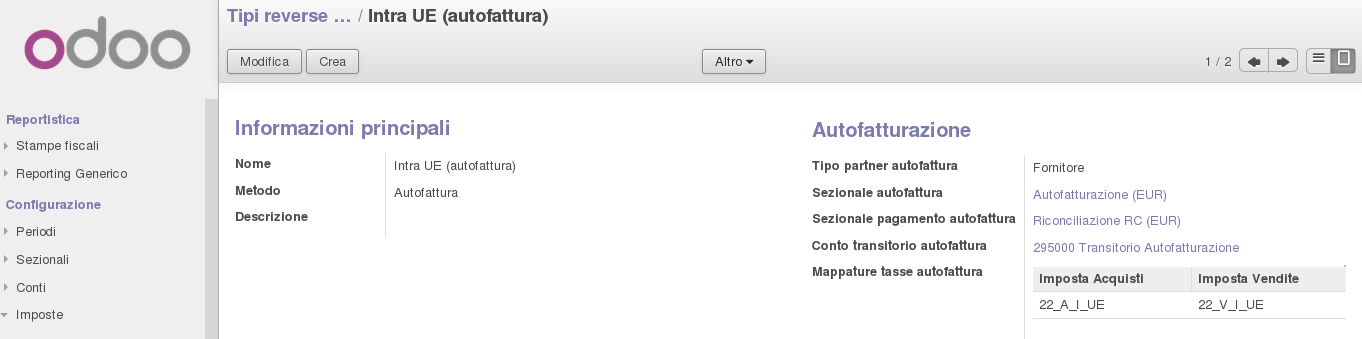 odoo
Reportistica
Stampe fiscali
Reporting Generico
Configurazione
Periodi
Sezionali
Conti
Imposte
Tipi reverse ... / Intra UE (autofattura)
Modifica Crea Altro 1 / 2
Informazioni principali
Nome Intra UE (autofattura)
Metodo Autofattura
Descrizione
Autofatturazione
Tipo partner autofattura Fornitore
Sezionale autofattura Autofatturazione (EUR)
Sezionale pagamento autofattura Riconciliazione RC (EUR)
Conto transitorio autofattura 295000 Transitorio Autofatturazione
Mappature tasse autofattura
Imposta Acquisti Imposta Vendite
22_A_I_UE 22_V_I_UE